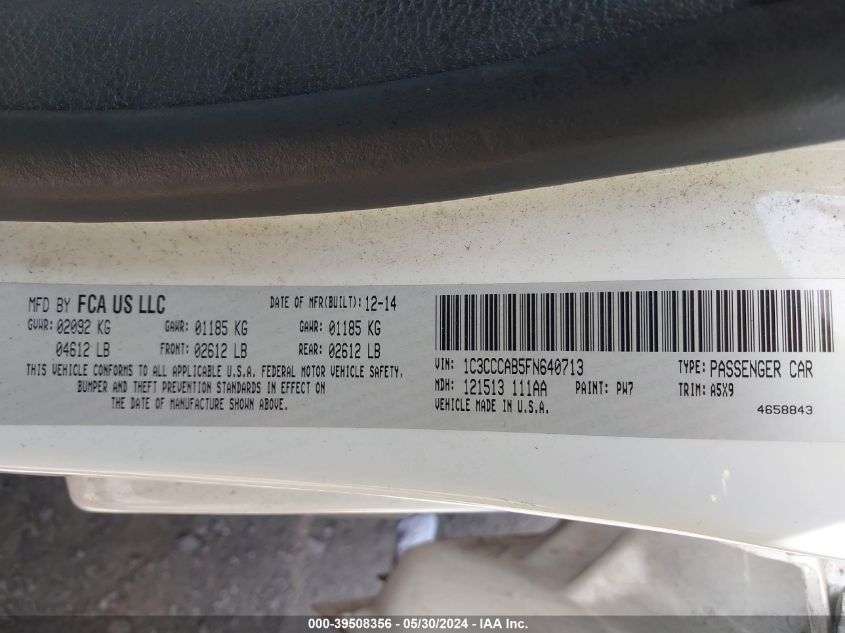 MFD BY FCA US LLC
DATE OF MFR(BUILT): 12-14
GVWR: 02092 KG GAWR: 01185 KG GAWR: 01185 KG
04612 LB FRONT: 02612 LB REAR: 02612 LB
THIS VEHICLE CONFORMS TO ALL APPLICABLE U.S.A. FEDERAL MOTOR VEHICLE SAFETY,
BUMPER AND THEFT PREVENTION STANDARDS IN EFFECT ON
THE DATE OF MANUFACTURE SHOWN ABOVE.
VIN: 1C3CCCAB5FN640713 TYPE: PASSENGER CAR
MDH: 121513 111AA PAINT: PW7 TRIM: A5X9
VEHICLE MADE IN U.S.A.
4658843
000-39508356 - 05/30/2024 - IAA Inc.